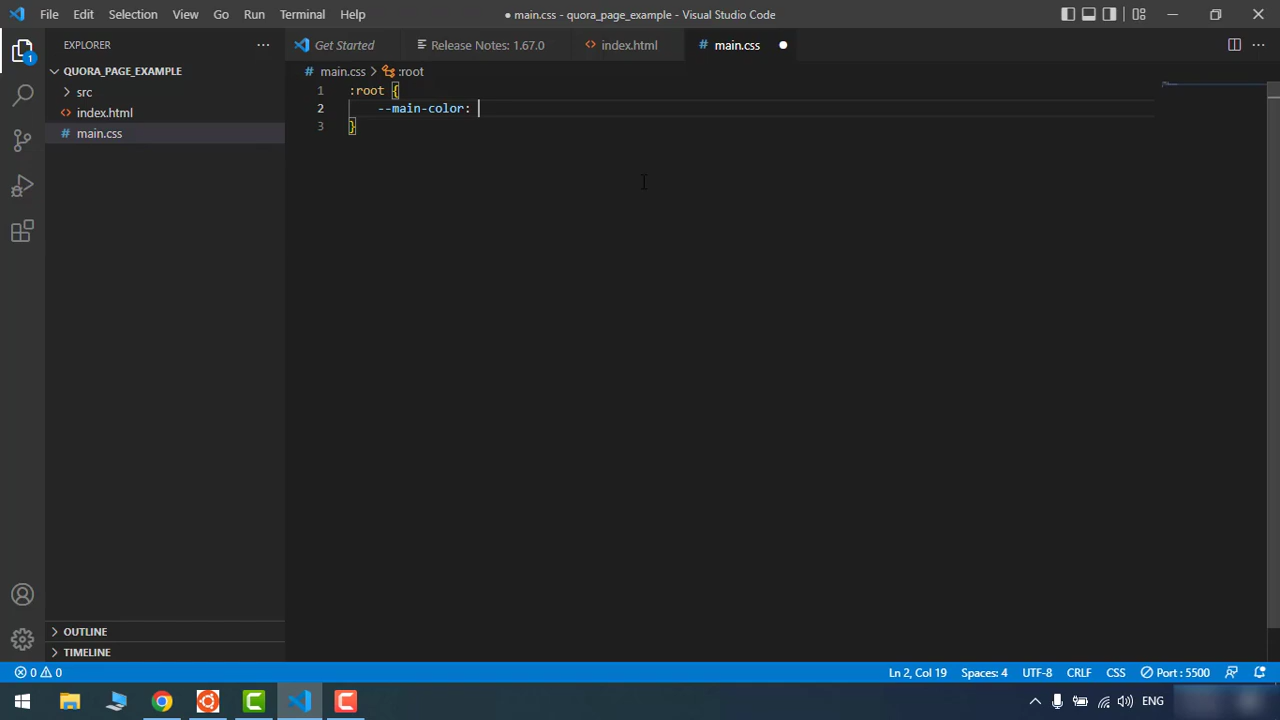 File Edit Selection View Go Run Terminal Help
● main.css - quora_page_example - Visual Studio Code
EXPLORER
Get Started
Release Notes: 1.67.0
index.html
main.css
1
QUORA_PAGE_EXAMPLE
src
index.html
main.css
main.css > :root
1 :root {
2 --main-color:
3 }
OUTLINE
TIMELINE
0 0
Ln 2, Col 19
Spaces: 4
UTF-8
CRLF
CSS
Port : 5500
ENG